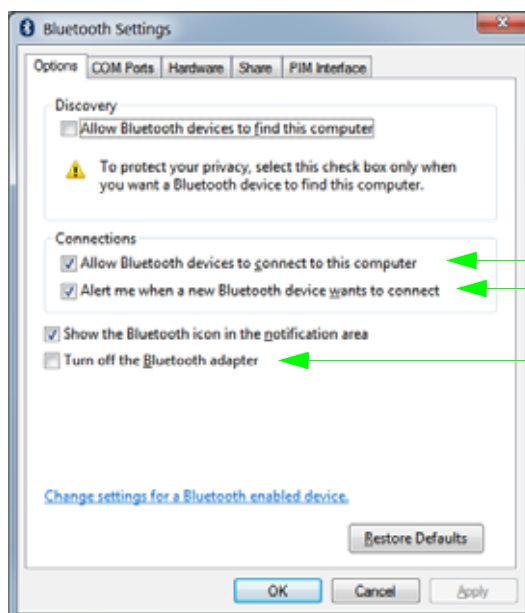 Bluetooth Settings
Options COM Ports Hardware Share PIM Interface
Discovery
Allow Bluetooth devices to find this computer
To protect your privacy, select this check box only when
you want a Bluetooth device to find this computer.
Connections
Allow Bluetooth devices to connect to this computer
Alert me when a new Bluetooth device wants to connect
Show the Bluetooth icon in the notification area
Turn off the Bluetooth adapter
Change settings for a Bluetooth enabled device.
Restore Defaults
OK Cancel Apply